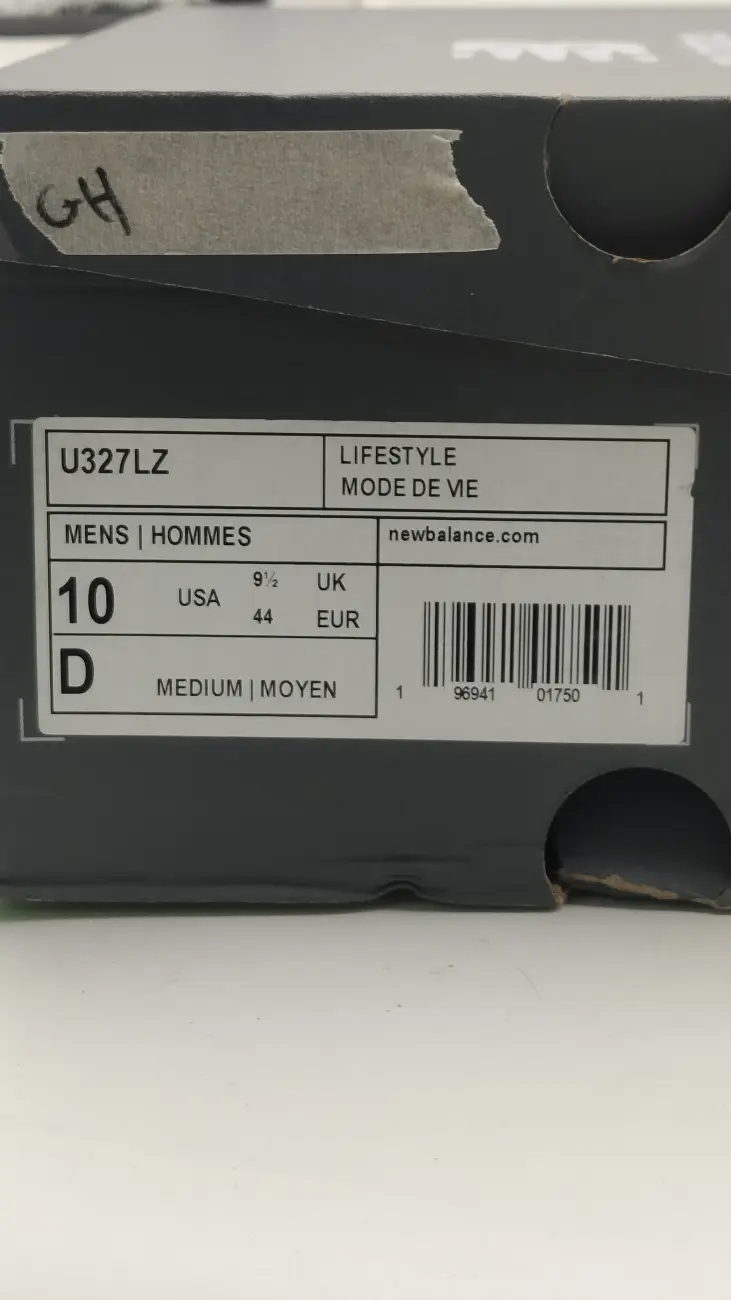 GH
U327LZ
LIFESTYLE
MODE DE VIE
MENS | HOMMES
newbalance.com
10 USA 9½ UK
44 EUR
D MEDIUM | MOYEN
1 96941 01750 1